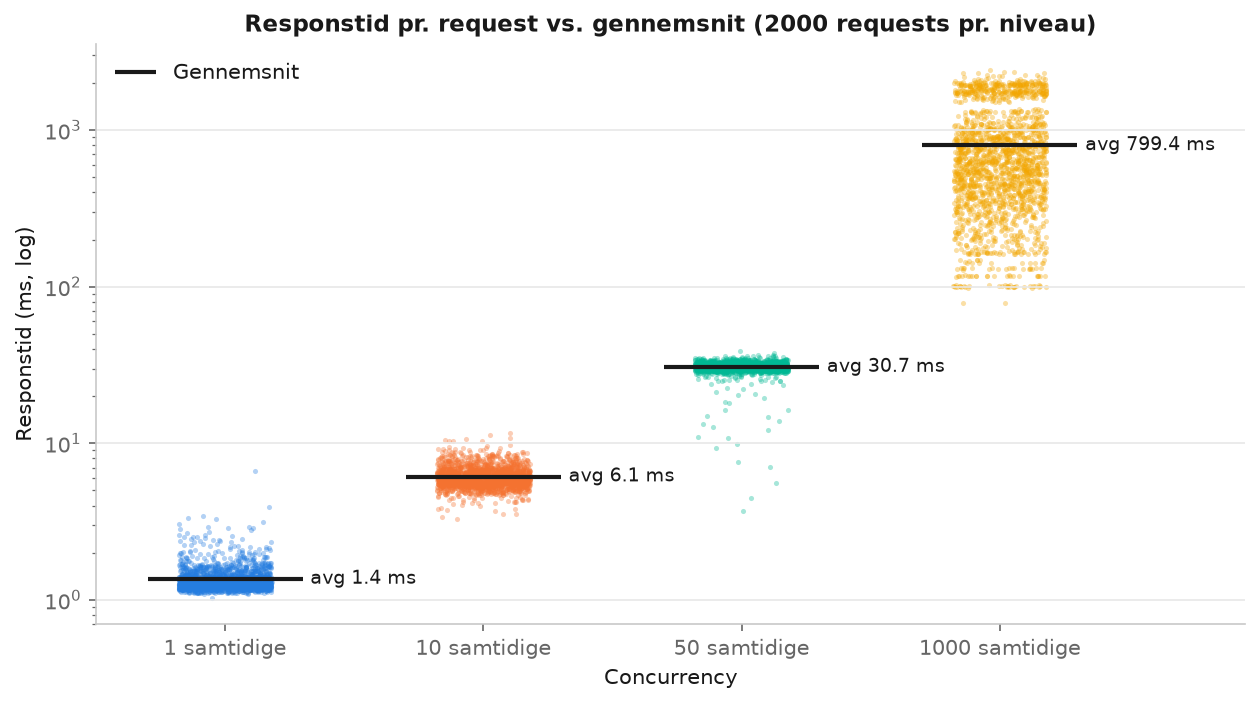 Responstid pr. request vs. gennemsnit (2000 requests pr. niveau)
Gennemsnit
Responstid (ms, log)
10³
10²
10¹
10⁰
avg 799.4 ms
avg 30.7 ms
avg 6.1 ms
avg 1.4 ms
1 samtidige
10 samtidige
50 samtidige
1000 samtidige
Concurrency